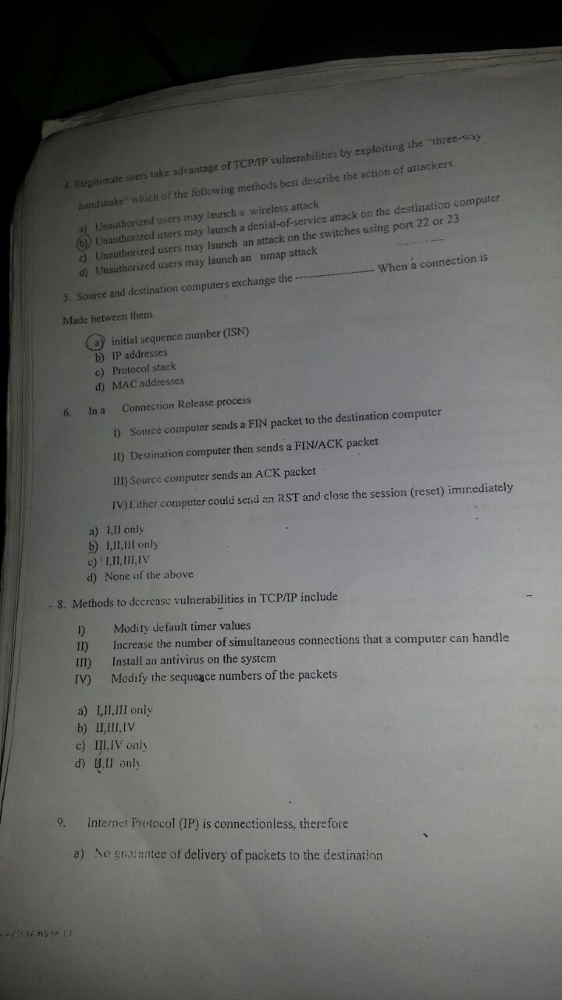 4. Illegitimate users take advantage of TCP/IP vulnerabilities by exploiting the "three-way
handshake" which of the following methods best describe the action of attackers.
a) Unauthorized users may launch a wireless attack
b) Unauthorized users may launch a denial-of-service attack on the destination computer
c) Unauthorized users may launch an attack on the switches using port 22 or 23
d) Unauthorized users may launch an nmap attack
5. Source and destination computers exchange the -------------------- When a connection is
Made between them.
a) initial sequence number (ISN)
b) IP addresses
c) Protocol stack
d) MAC addresses
6. In a Connection Release process
I) Source computer sends a FIN packet to the destination computer
II) Destination computer then sends a FIN/ACK packet
III) Source computer sends an ACK packet
IV) Either computer could send an RST and close the session (reset) immediately
a) I,II only
b) I,II,III only
c) I,II,III,IV
d) None of the above
8. Methods to decrease vulnerabilities in TCP/IP include
I) Modify default timer values
II) Increase the number of simultaneous connections that a computer can handle
III) Install an antivirus on the system
IV) Modify the sequence numbers of the packets
a) I,II,III only
b) II,III,IV
c) III,IV only
d) II only
9. Internet Protocol (IP) is connectionless, therefore
a) No guarantee of delivery of packets to the destination